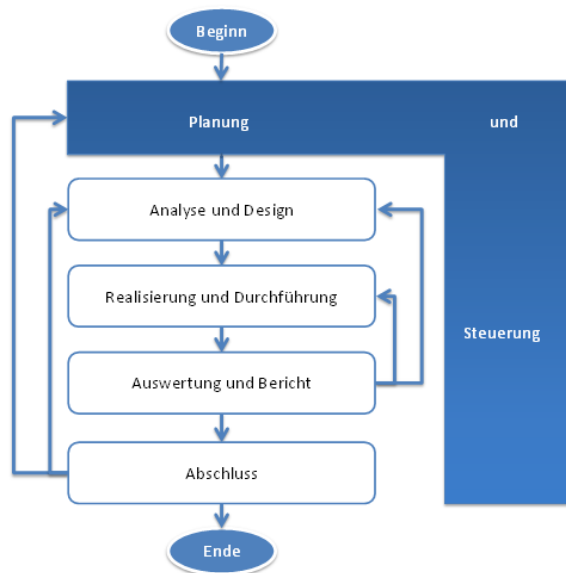 Beginn
Planung und
Analyse und Design
Realisierung und Durchführung
Steuerung
Auswertung und Bericht
Abschluss
Ende